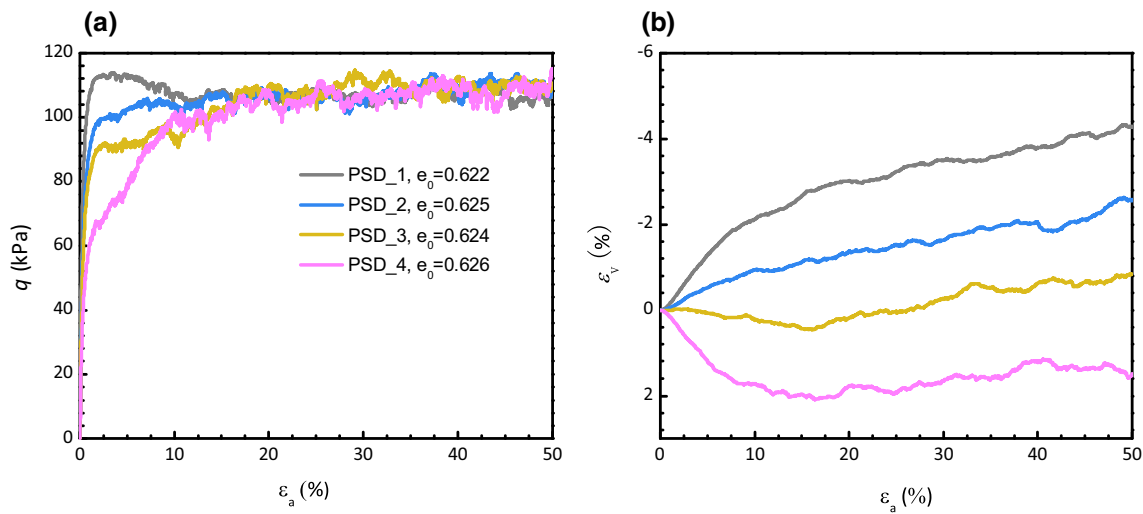 (a)
120
100
80
60
40
20
0
q (kPa)
0 10 20 30 40 50
εa (%)
PSD_1, e0=0.622
PSD_2, e0=0.625
PSD_3, e0=0.624
PSD_4, e0=0.626
(b)
-6
-4
-2
0
2
εv (%)
0 10 20 30 40 50
εa (%)